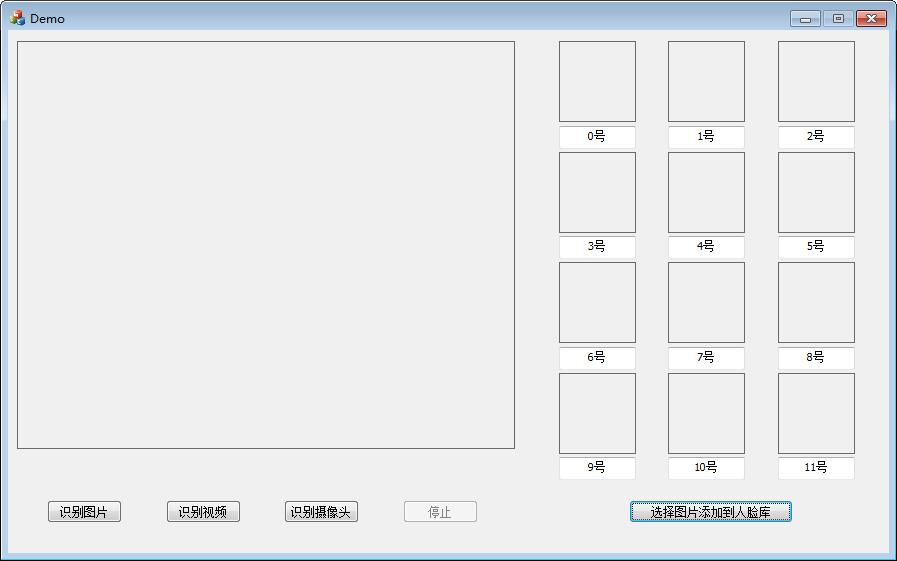 Demo
0号 1号 2号
3号 4号 5号
6号 7号 8号
9号 10号 11号
识别图片 识别视频 识别摄像头 停止 选择图片添加到人脸库